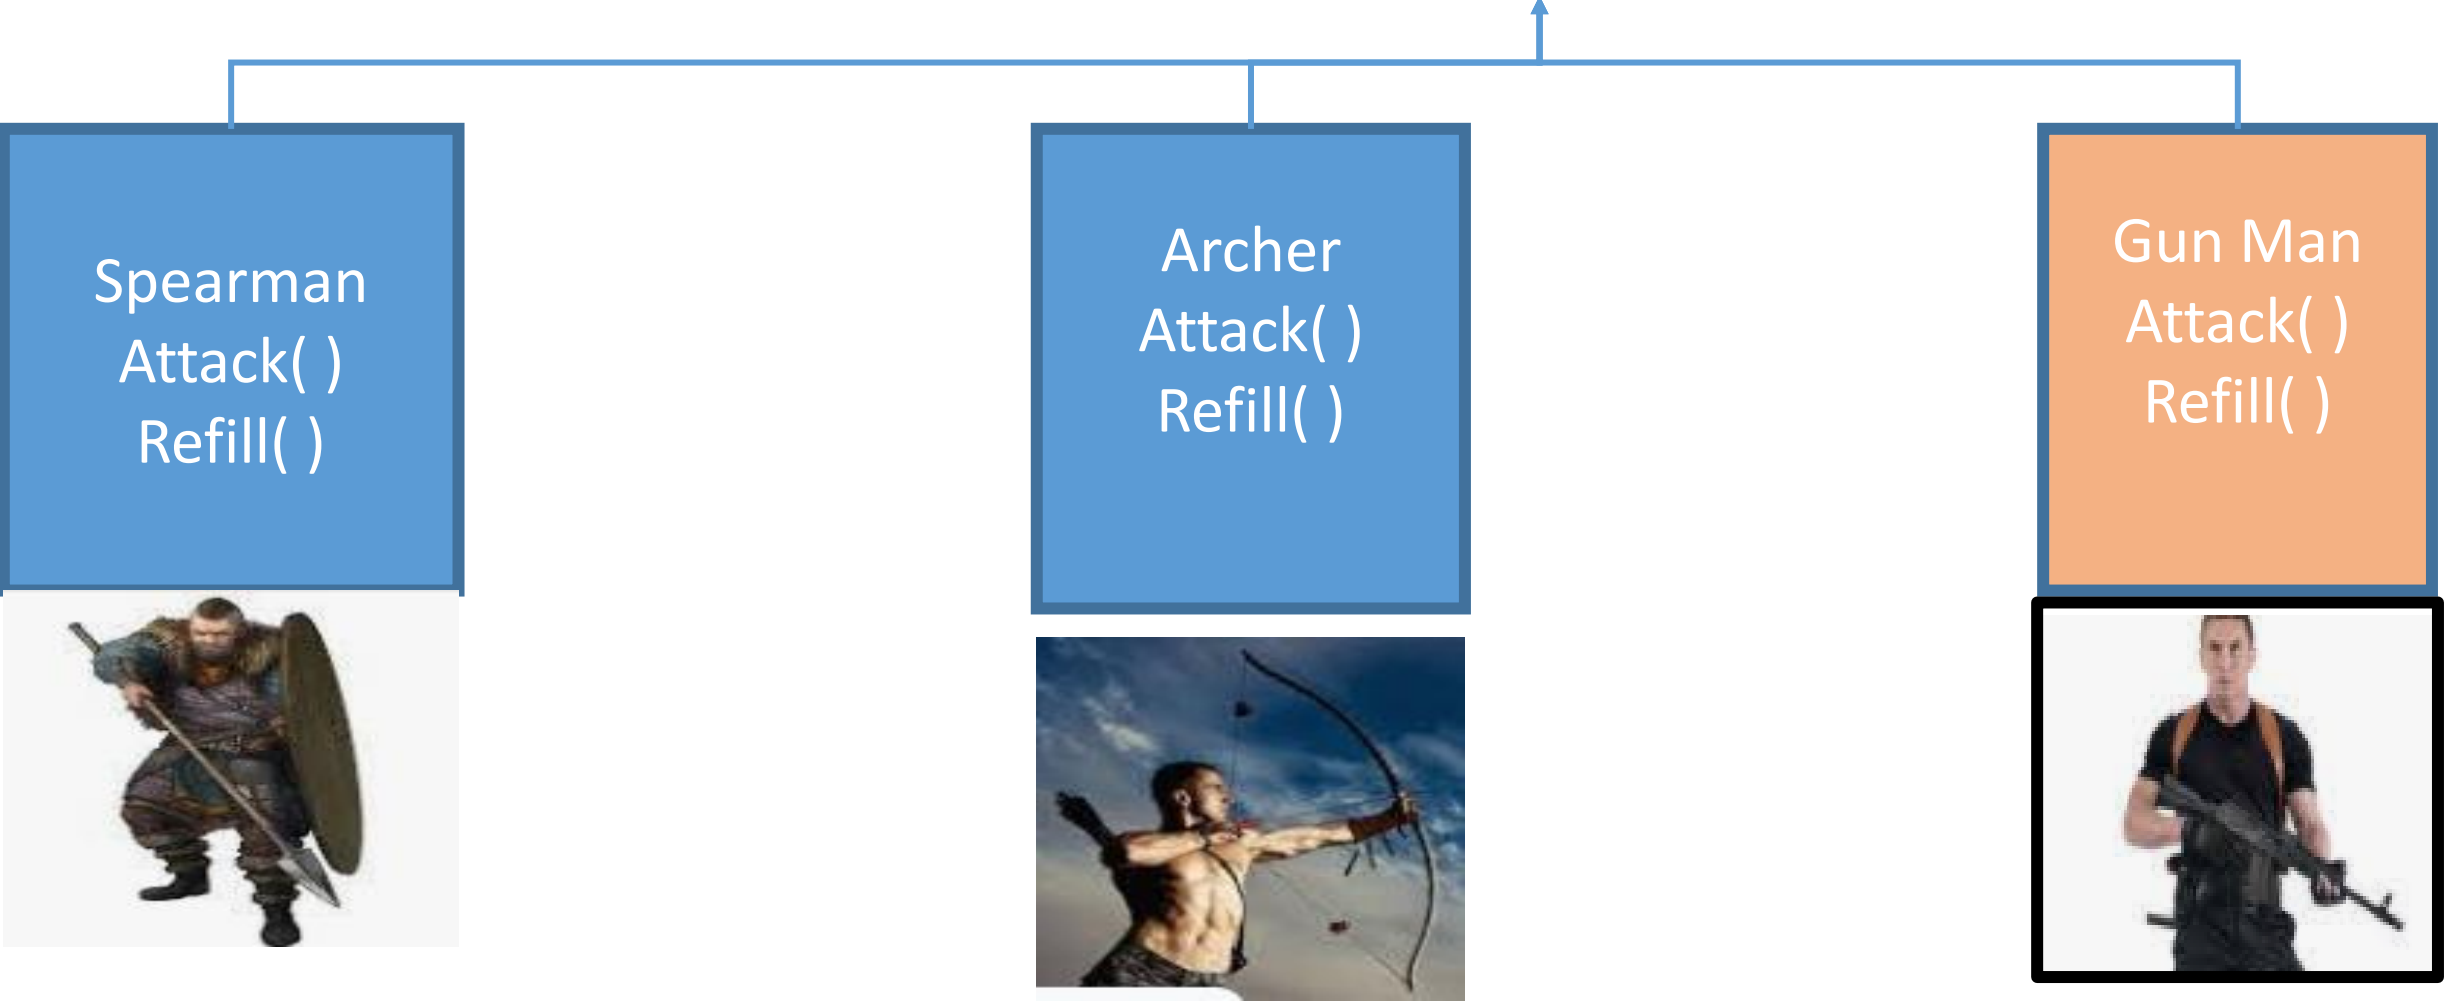 Spearman
Attack( )
Refill( )
Archer
Attack( )
Refill( )
Gun Man
Attack( )
Refill( )